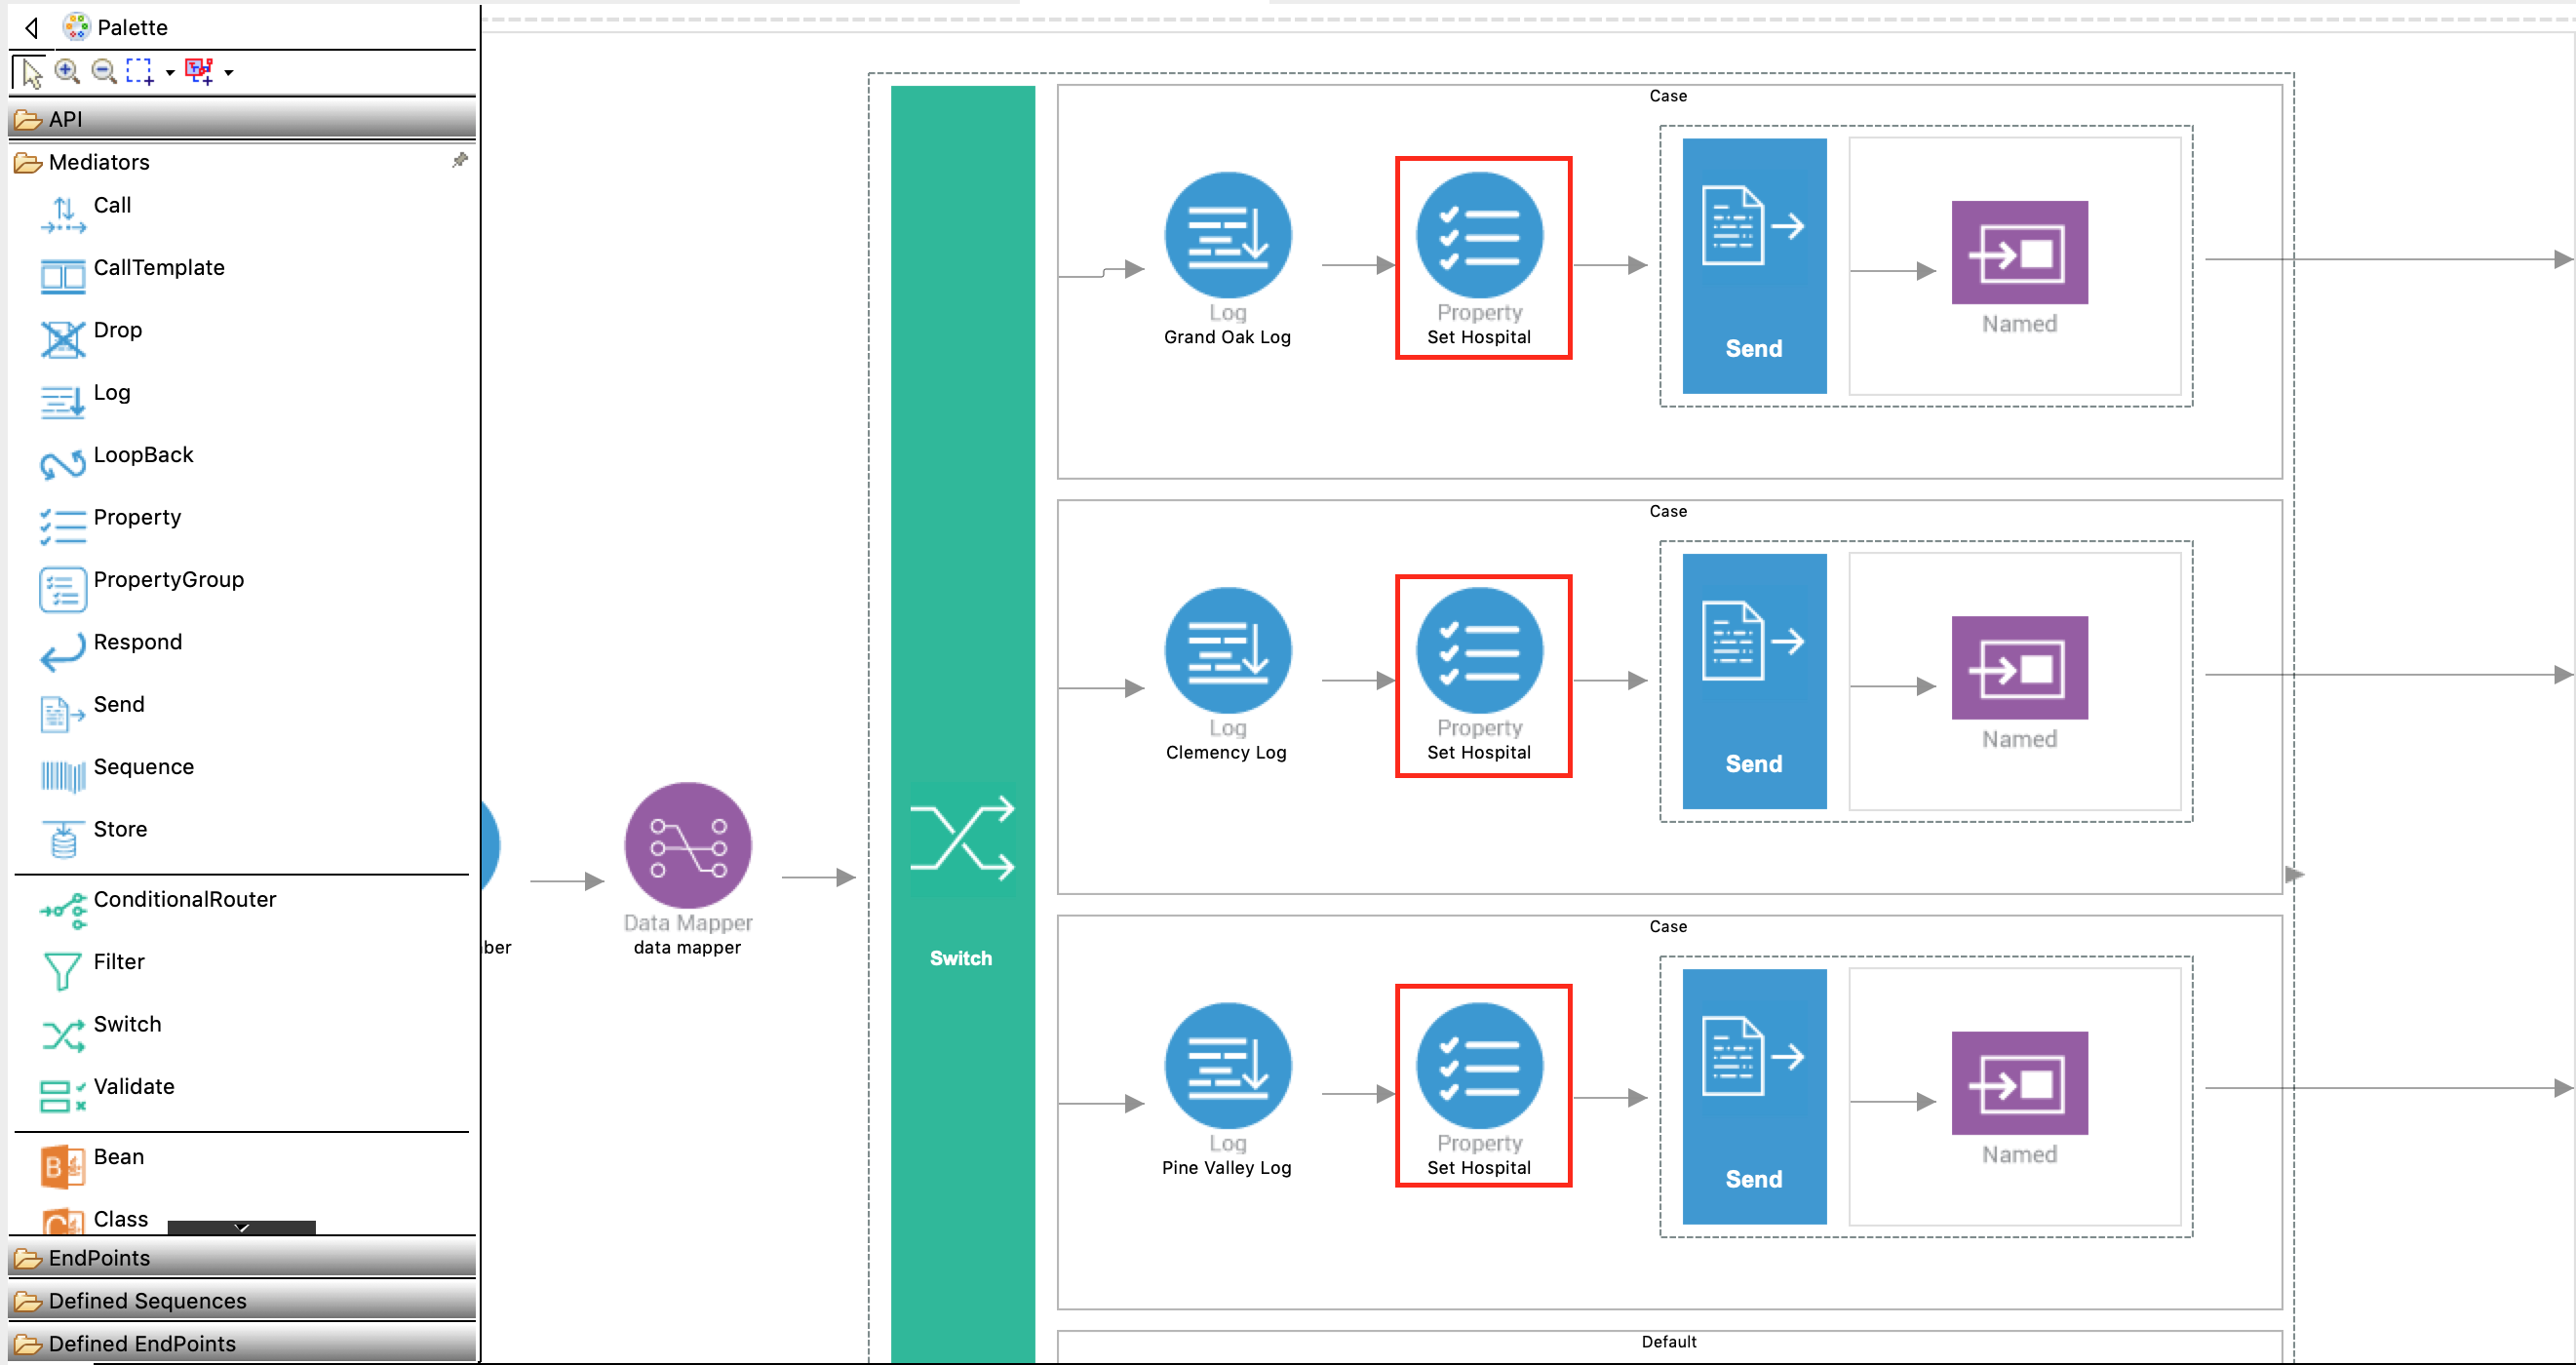 Palette
API
Mediators
Call
CallTemplate
Drop
Log
LoopBack
Property
PropertyGroup
Respond
Send
Sequence
Store
ConditionalRouter
Filter
Switch
Validate
Bean
Class
EndPoints
Defined Sequences
Defined EndPoints
ber
Data Mapper
data mapper
Switch
Case
Log
Grand Oak Log
Property
Set Hospital
Send
Named
Case
Log
Clemency Log
Property
Set Hospital
Send
Named
Case
Log
Pine Valley Log
Property
Set Hospital
Send
Named
Default